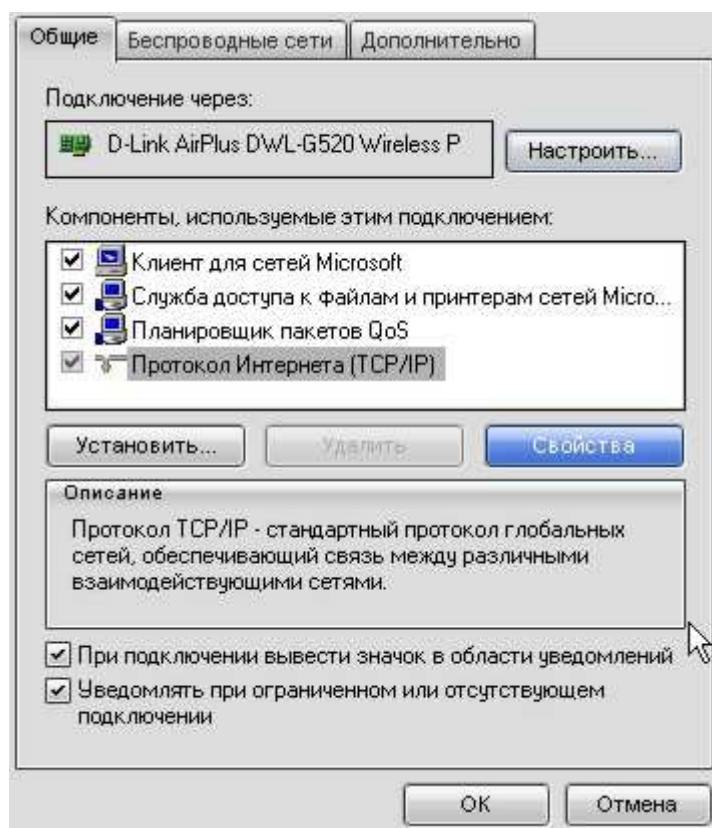 Общие Беспроводные сети Дополнительно
Подключение через:
D-Link AirPlus DWL-G520 Wireless P Настроить...
Компоненты, используемые этим подключением:
Клиент для сетей Microsoft
Служба доступа к файлам и принтерам сетей Micro...
Планировщик пакетов QoS
Протокол Интернета (TCP/IP)
Установить... Удалить Свойства
Описание
Протокол TCP/IP - стандартный протокол глобальных
сетей, обеспечивающий связь между различными
взаимодействующими сетями.
При подключении вывести значок в области уведомлений
Уведомлять при ограниченном или отсутствующем
подключении
ОК Отмена